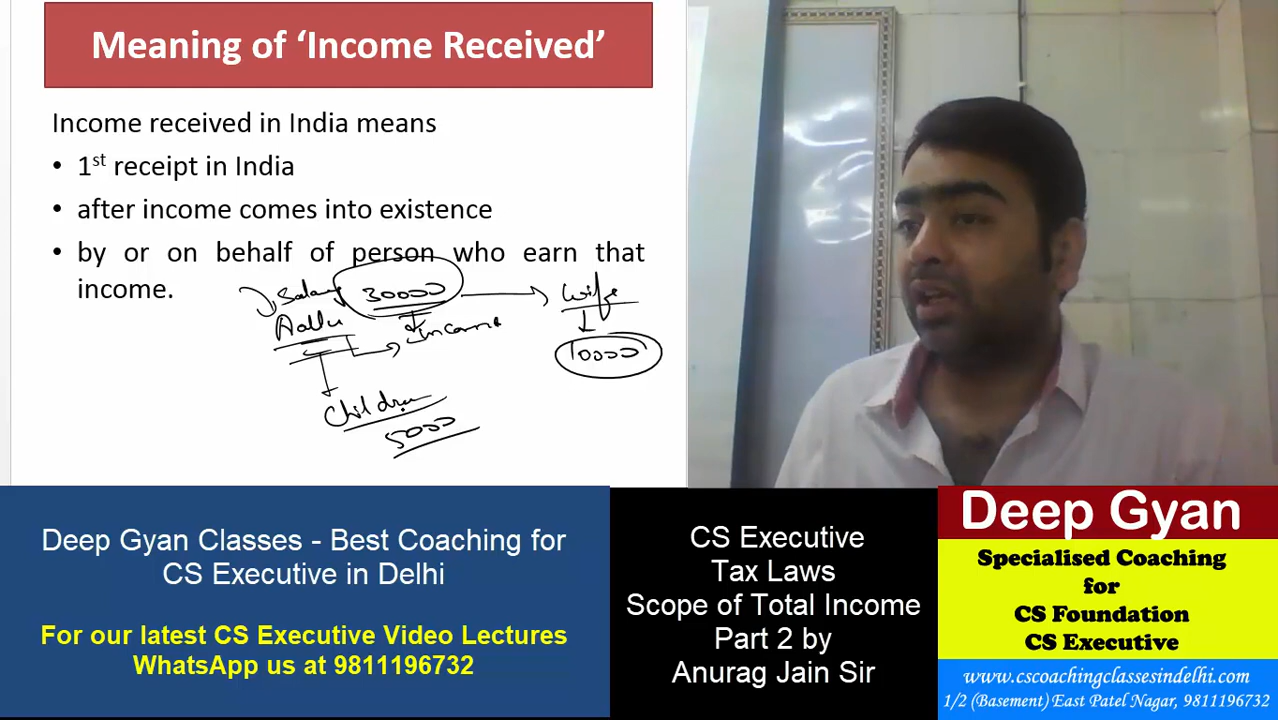 Meaning of ‘Income Received’
Income received in India means
• 1st receipt in India
• after income comes into existence
• by or on behalf of person who earn that
income.
Salary 30000 Wife
Income
10000
Children
5000
Deep Gyan Classes - Best Coaching for
CS Executive in Delhi
For our latest CS Executive Video Lectures
WhatsApp us at 9811196732
CS Executive
Tax Laws
Scope of Total Income
Part 2 by
Anurag Jain Sir
Deep Gyan
Specialised Coaching
for
CS Foundation
CS Executive
www.cscoachingclassesindelhi.com
1/2 (Basement) East Patel Nagar, 9811196732